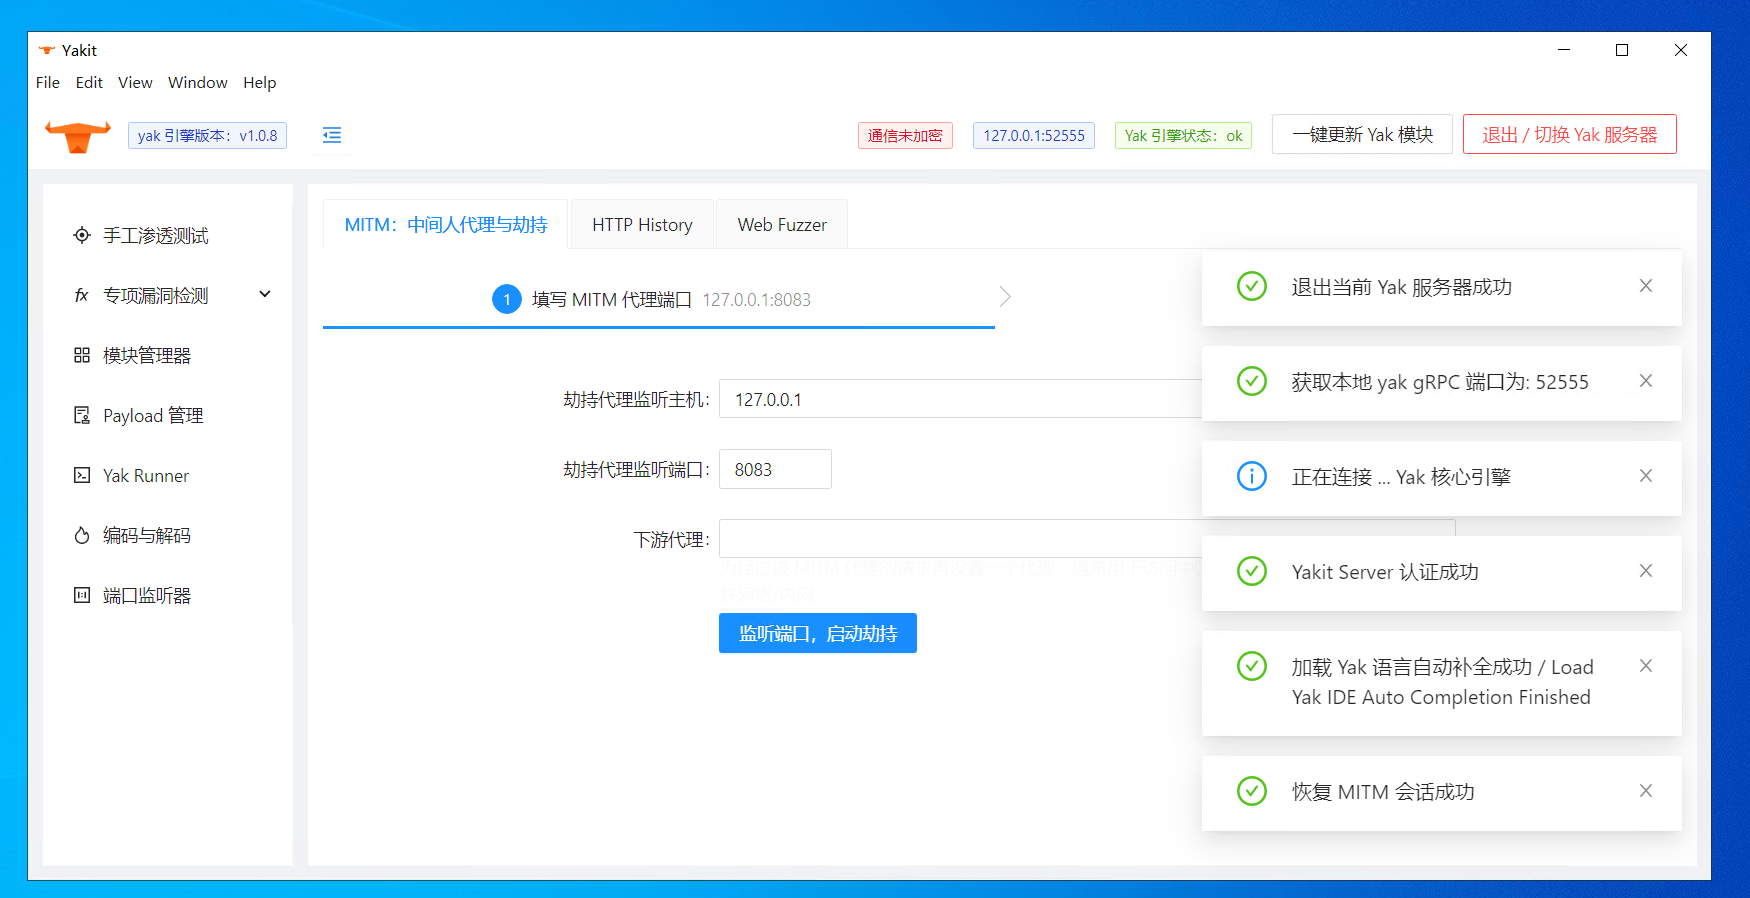 Yakit
File Edit View Window Help
yak 引擎版本：v1.0.8
通信未加密
127.0.0.1:52555
Yak 引擎状态：ok
一键更新 Yak 模块
退出 / 切换 Yak 服务器
手工渗透测试
专项漏洞检测
模块管理器
Payload 管理
Yak Runner
编码与解码
端口监听器
MITM：中间人代理与劫持
HTTP History
Web Fuzzer
1 填写 MITM 代理端口 127.0.0.1:8083
劫持代理监听主机： 127.0.0.1
劫持代理监听端口： 8083
下游代理：
监听端口，启动劫持
退出当前 Yak 服务器成功
获取本地 yak gRPC 端口为: 52555
正在连接 ... Yak 核心引擎
Yakit Server 认证成功
加载 Yak 语言自动补全成功 / Load
Yak IDE Auto Completion Finished
恢复 MITM 会话成功